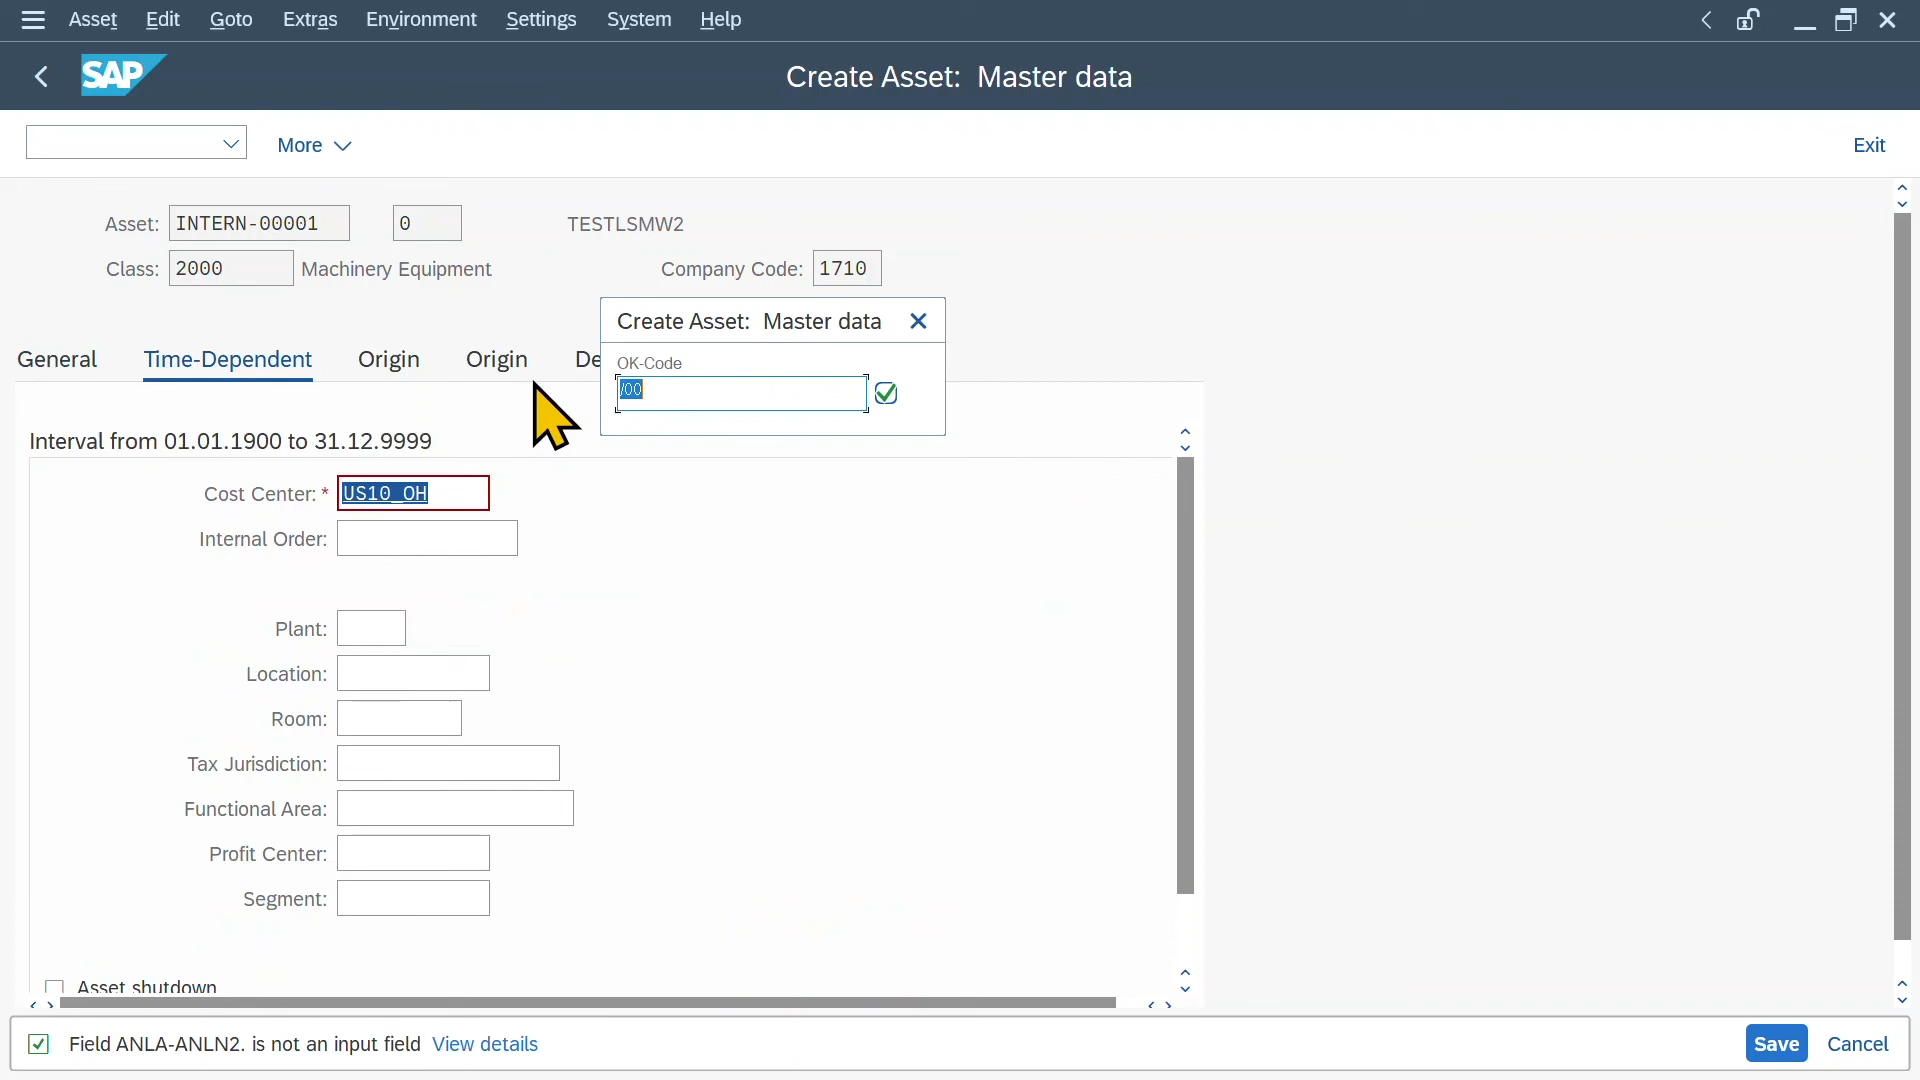 Asset Edit Goto Extras Environment Settings System Help
SAP Create Asset: Master data
More Exit
Asset: INTERN-00001 0 TESTLSMW2
Class: 2000 Machinery Equipment Company Code: 1710
Create Asset: Master data
OK-Code
/00
General Time-Dependent Origin Origin De
Interval from 01.01.1900 to 31.12.9999
Cost Center: * US10_OH
Internal Order:
Plant:
Location:
Room:
Tax Jurisdiction:
Functional Area:
Profit Center:
Segment:
Asset shutdown
Field ANLA-ANLN2. is not an input field View details Save Cancel